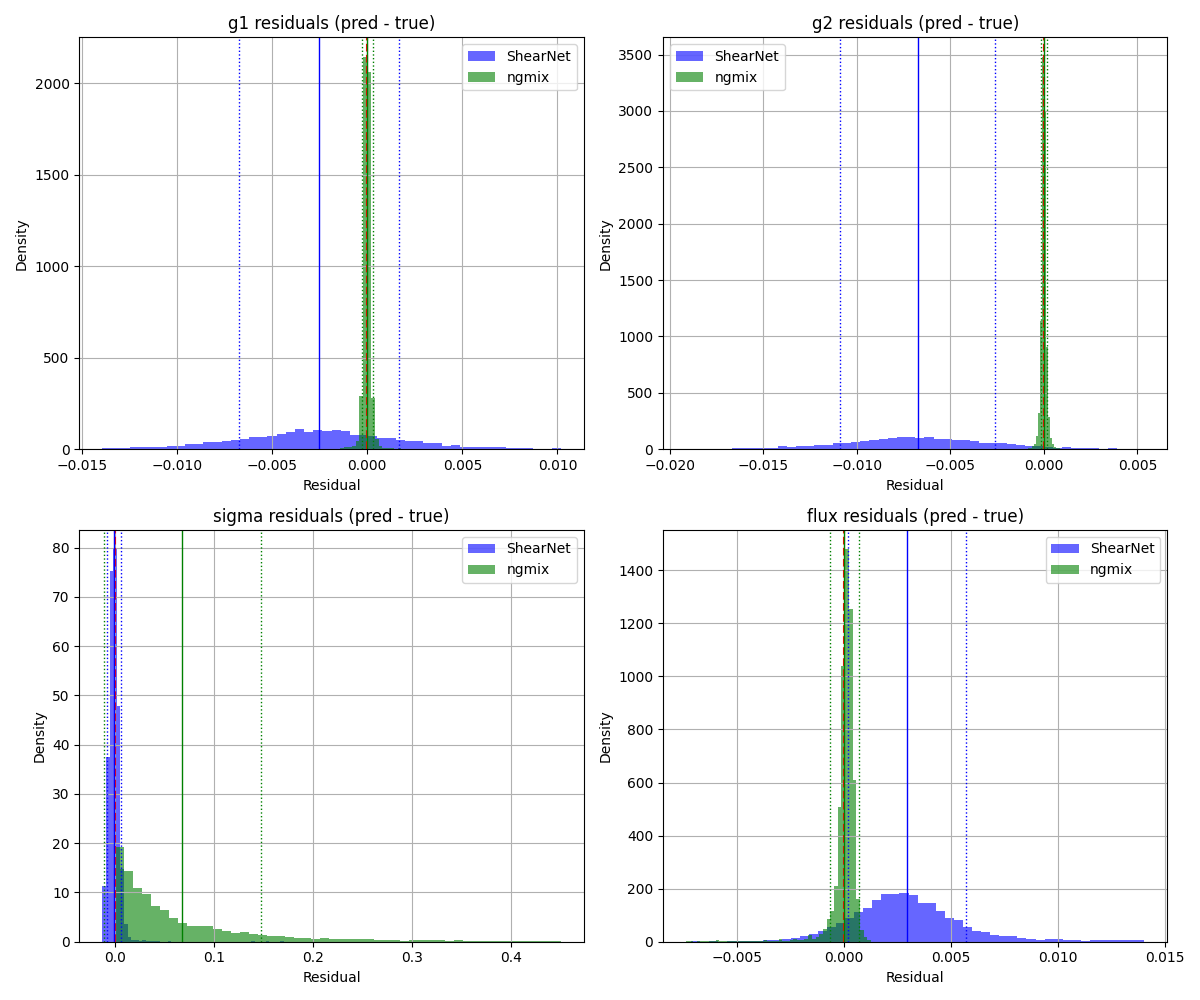 g1 residuals (pred - true)
ShearNet
ngmix
Density
2000
1500
1000
500
0
−0.015
−0.010
−0.005
0.000
0.005
0.010
Residual
g2 residuals (pred - true)
ShearNet
ngmix
Density
3500
3000
2500
2000
1500
1000
500
0
−0.020
−0.015
−0.010
−0.005
0.000
0.005
Residual
sigma residuals (pred - true)
ShearNet
ngmix
Density
80
70
60
50
40
30
20
10
0
0.0
0.1
0.2
0.3
0.4
Residual
flux residuals (pred - true)
ShearNet
ngmix
Density
1400
1200
1000
800
600
400
200
0
−0.005
0.000
0.005
0.010
0.015
Residual